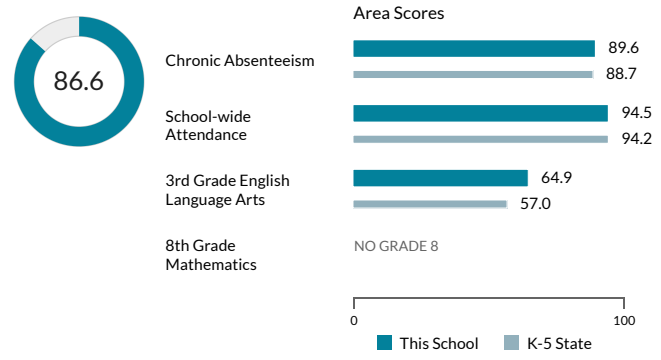 Area Scores
86.6
Chronic Absenteeism
89.6
88.7
School-wide
Attendance
94.5
94.2
3rd Grade English
Language Arts
64.9
57.0
8th Grade
Mathematics
NO GRADE 8
0
100
This School
K-5 State